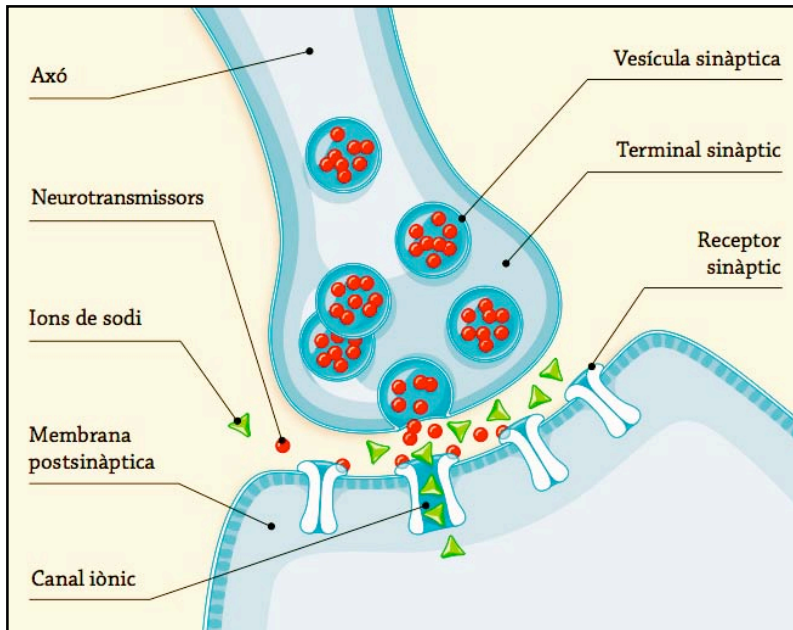 Axó
Neurotransmissors
Ions de sodi
Membrana
postsinàptica
Canal iònic
Vesícula sinàptica
Terminal sinàptic
Receptor
sinàptic